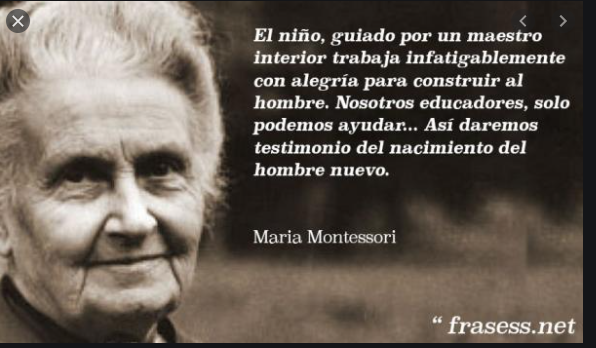 El niño, guiado por un maestro
interior trabaja infatigablemente
con alegría para construir al
hombre. Nosotros educadores, solo
podemos ayudar... Así daremos
testimonio del nacimiento del
hombre nuevo.
Maria Montessori
“ frasess.net